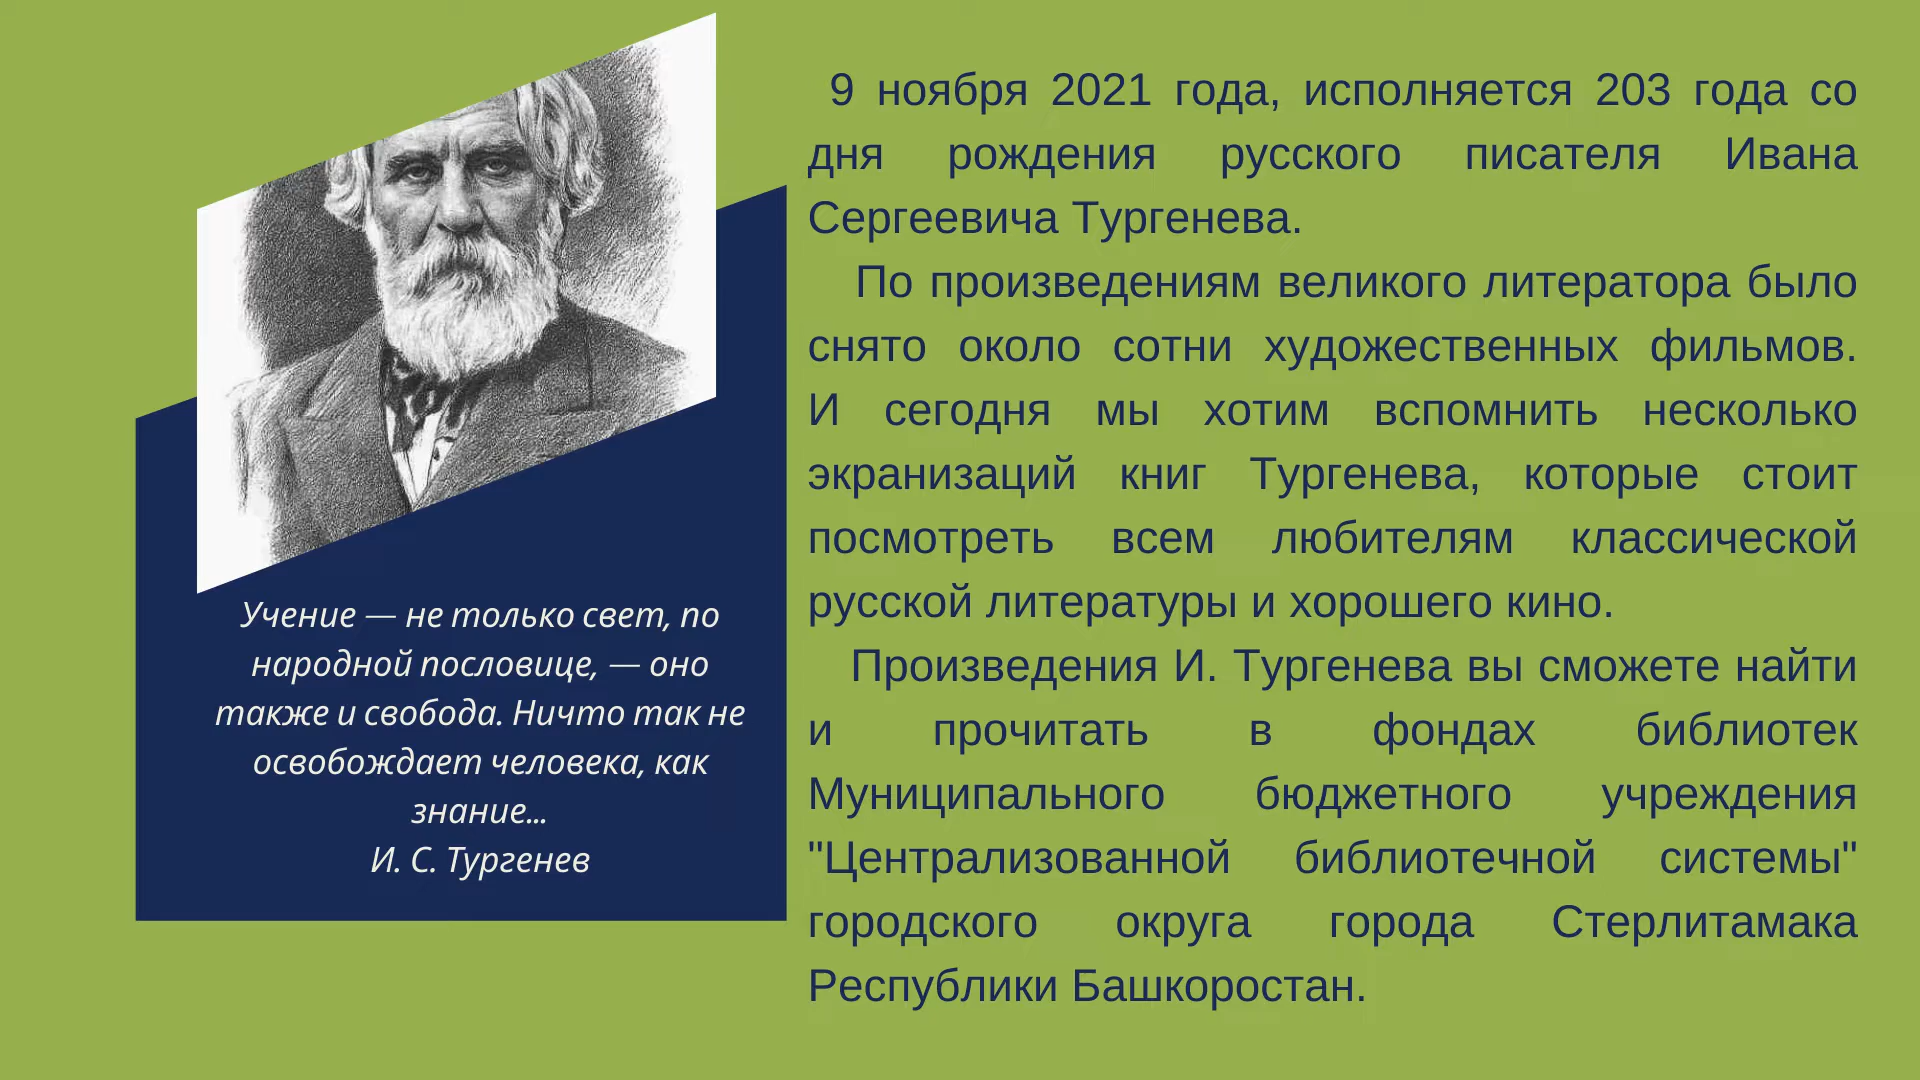 Учение — не только свет, по
народной пословице, — оно
также и свобода. Ничто так не
освобождает человека, как
знание...
И. С. Тургенев
9 ноября 2021 года, исполняется 203 года со
дня рождения русского писателя Ивана
Сергеевича Тургенева.
По произведениям великого литератора было
снято около сотни художественных фильмов.
И сегодня мы хотим вспомнить несколько
экранизаций книг Тургенева, которые стоит
посмотреть всем любителям классической
русской литературы и хорошего кино.
Произведения И. Тургенева вы сможете найти
и прочитать в фондах библиотек
Муниципального бюджетного учреждения
"Централизованной библиотечной системы"
городского округа города Стерлитамака
Республики Башкоростан.